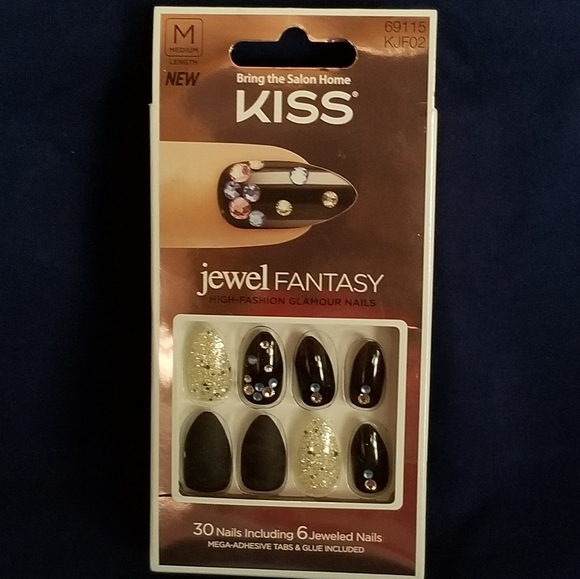 M
MEDIUM
LENGTH
NEW
69115
KJF02
Bring the Salon Home
KISS®
jewel FANTASY
HIGH-FASHION GLAMOUR NAILS
30 Nails Including 6 Jeweled Nails
MEGA-ADHESIVE TABS & GLUE INCLUDED